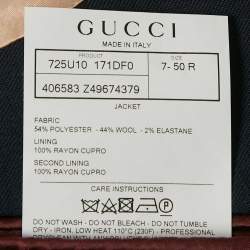 GUCCI
MADE IN ITALY
PRODUCT
SIZE
725U10 171DF0
7- 50 R
406583 Z49674379
JACKET
FABRIC
54% POLYESTER - 44% WOOL - 2% ELASTANE
LINING
100% RAYON CUPRO
SECOND LINING
100% RAYON CUPRO
CARE INSTRUCTIONS
DO NOT WASH / DO NOT BLEACH / DO NOT TUMBLE
DRY / IRON, LOW HEAT 110°C (230F) / PROFESSIONAL